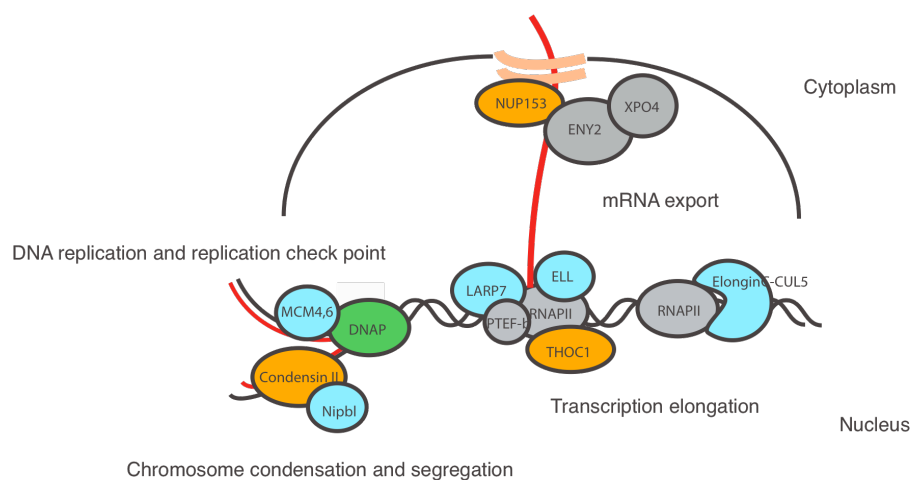 Cytoplasm
NUP153
XPO4
ENY2
mRNA export
DNA replication and replication check point
LARP7
ELL
ElonginC-CUL5
MCM4,6
DNAP
PTEF-b
RNAPII
RNAPII
THOC1
Condensin II
Nipbl
Transcription elongation
Nucleus
Chromosome condensation and segregation